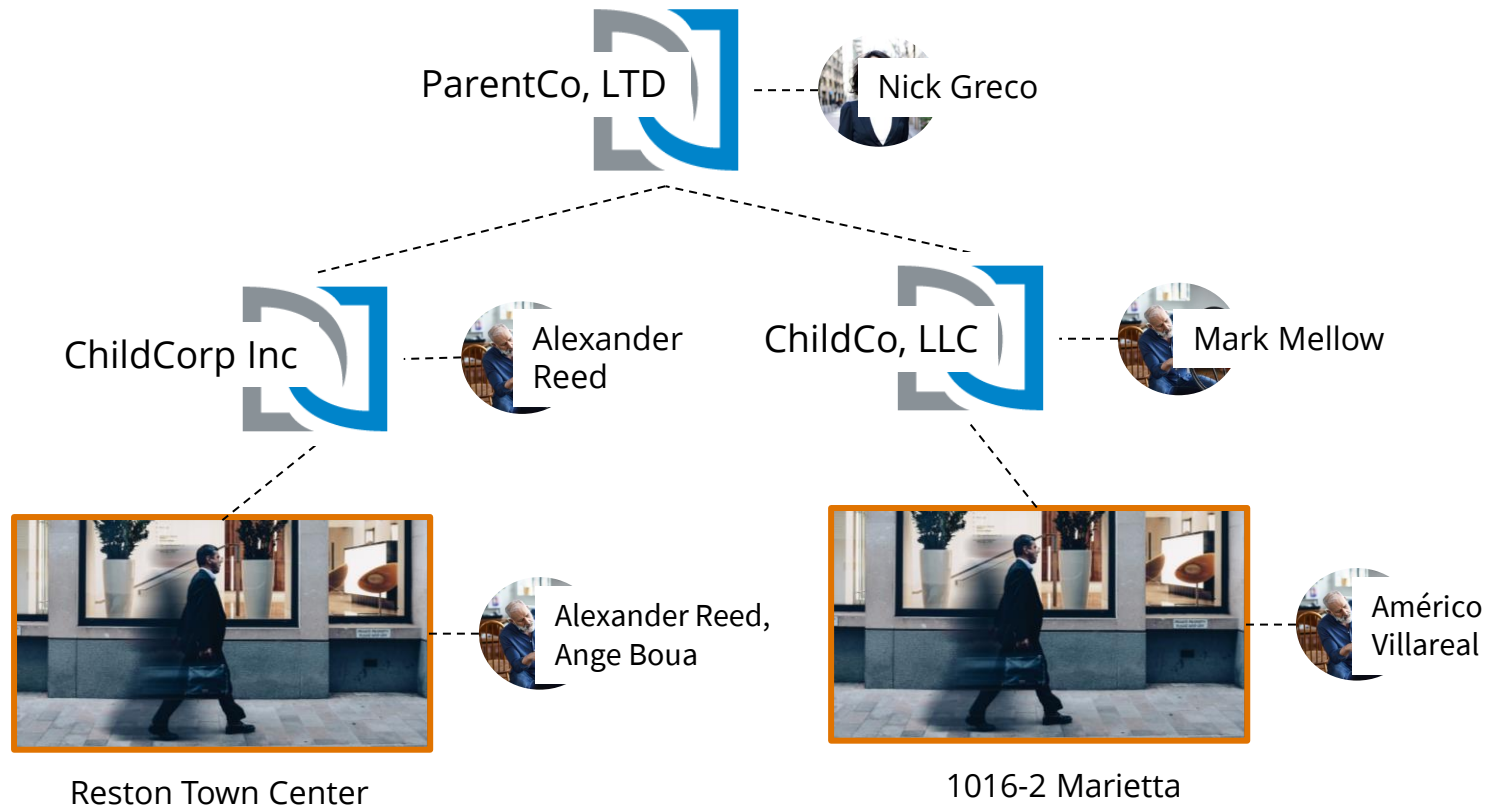 ParentCo, LTD
Nick Greco
ChildCorp Inc
Alexander
Reed
ChildCo, LLC
Mark Mellow
Alexander Reed,
Ange Boua
Américo
Villareal
Reston Town Center
1016-2 Marietta